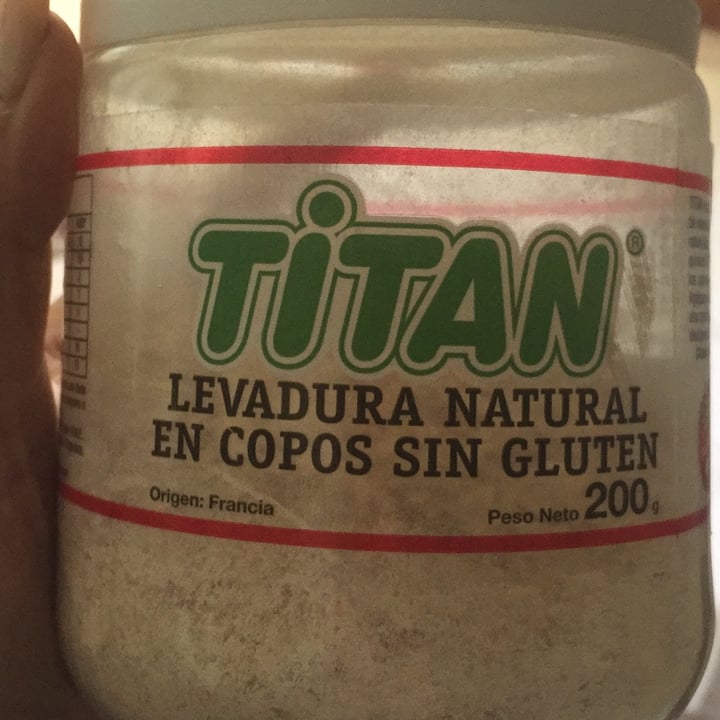 TiTAN®
LEVADURA NATURAL
EN COPOS SIN GLUTEN
Origen: Francia
Peso Neto 200g